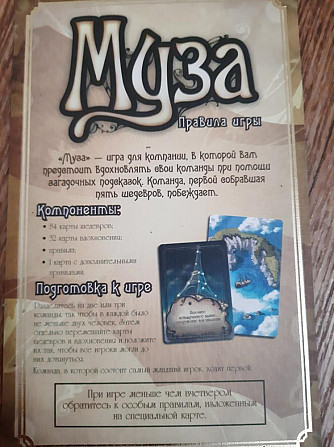 Муза
Правила игры
«Муза» — игра для компании, в которой вам
предстоит вдохновлять свои команды при помощи
загадочных подсказок. Команда, первой собравшая
пять шедевров, побеждает.
Компоненты:
• 84 карты шедевров;
• 32 карты вдохновения;
• правила;
• 1 карта с дополнительными
правилами.
Подготовка к игре
Разделитесь на две или три
команды, так чтобы в каждой было
не меньше двух человек. Затем
отдельно перемешайте карты
шедевров и вдохновения и положите
их так, чтобы все игроки могли до
них дотянуться.
Команда, в которой состоит самый младший игрок, ходит первой.
При игре менее чем вчетвером
обратитесь к особым правилам, изложенным
на специальной карте.